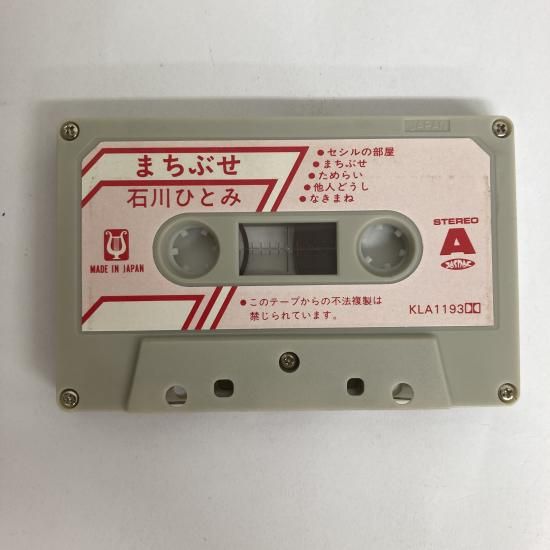 JAPAN
まちぶせ
石川ひとみ
●セシルの部屋
●まちぶせ
●ためらい
●他人どうし
●なきまね
MADE IN JAPAN
STEREO
A
●このテープからの不法複製は
禁じられています。
KLA1193